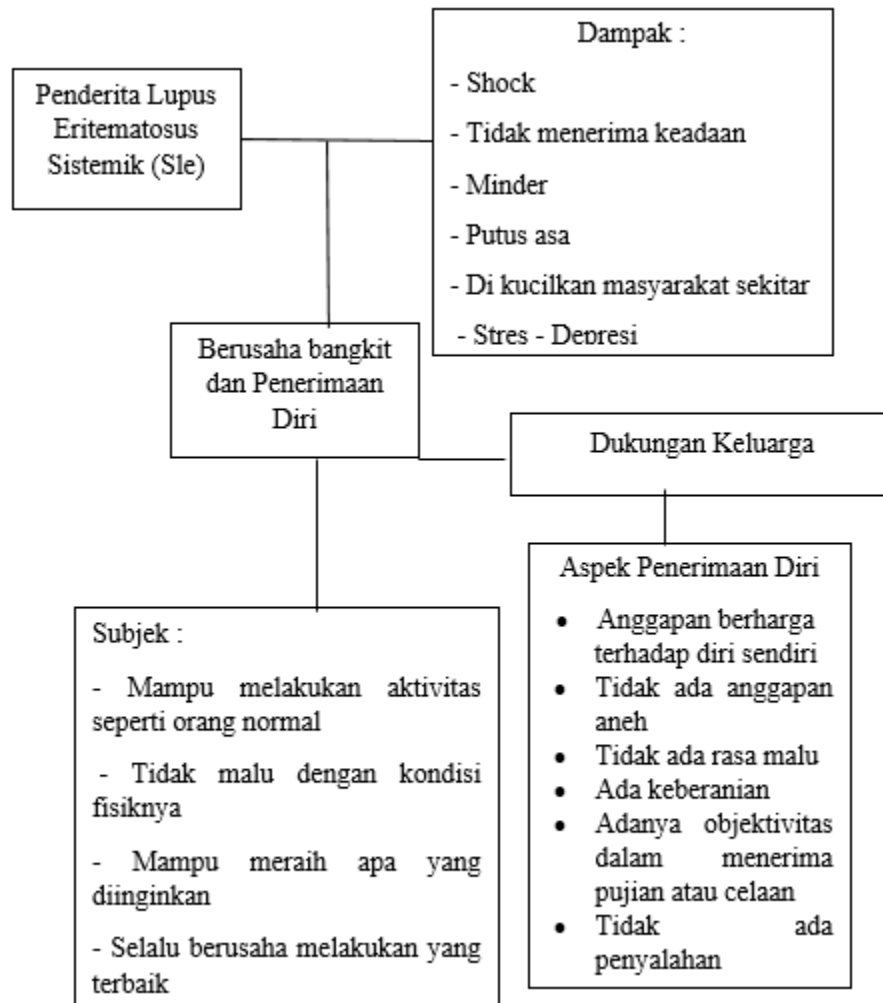 Penderita Lupus
Eritematosus
Sistemik (Sle)
Dampak :
- Shock
- Tidak menerima keadaan
- Minder
- Putus asa
- Di kucilkan masyarakat sekitar
- Stres - Depresi
Berusaha bangkit
dan Penerimaan
Diri
Dukungan Keluarga
Aspek Penerimaan Diri
• Anggapan berharga
terhadap diri sendiri
• Tidak ada anggapan
aneh
• Tidak ada rasa malu
• Ada keberanian
• Adanya objektivitas
dalam menerima
pujian atau celaan
• Tidak ada
penyalahan
Subjek :
- Mampu melakukan aktivitas
seperti orang normal
- Tidak malu dengan kondisi
fisiknya
- Mampu meraih apa yang
diinginkan
- Selalu berusaha melakukan yang
terbaik